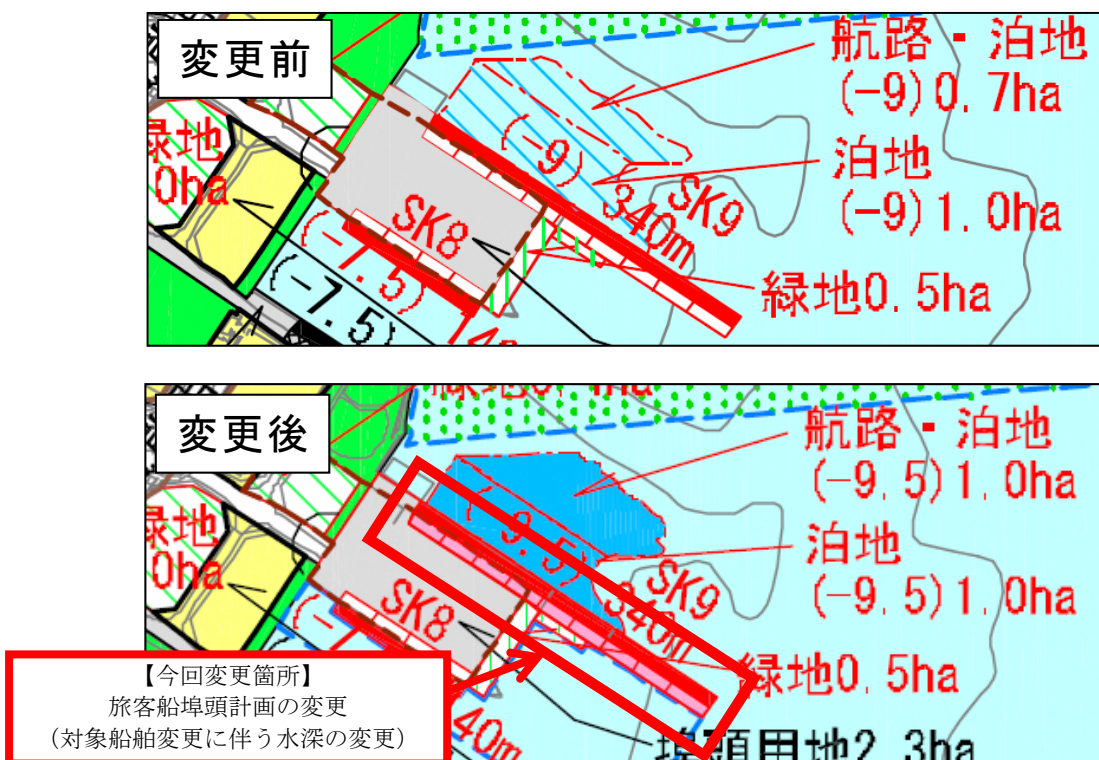 変更前
航路・泊地
(-9)0.7ha
泊地
(-9)1.0ha
緑地0.5ha
緑地
0ha
(-9)
SK9
340m
SK8
(-7.5)
(-7.5)
変更後
航路・泊地
(-9.5)1.0ha
泊地
(-9.5)1.0ha
緑地0.5ha
埠頭用地2.3ha
緑地
0ha
(-9.5)
SK9
340m
SK8
40m
【今回変更箇所】
旅客船埠頭計画の変更
(対象船舶変更に伴う水深の変更)